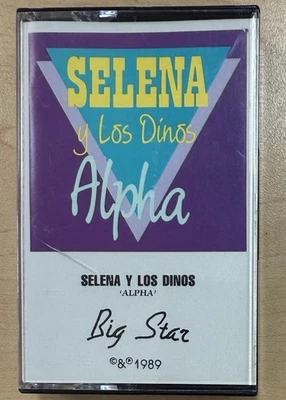 SELENA
y Los Dinos
Alpha
SELENA Y LOS DINOS
'ALPHA'
Big Star
©&℗ 1989